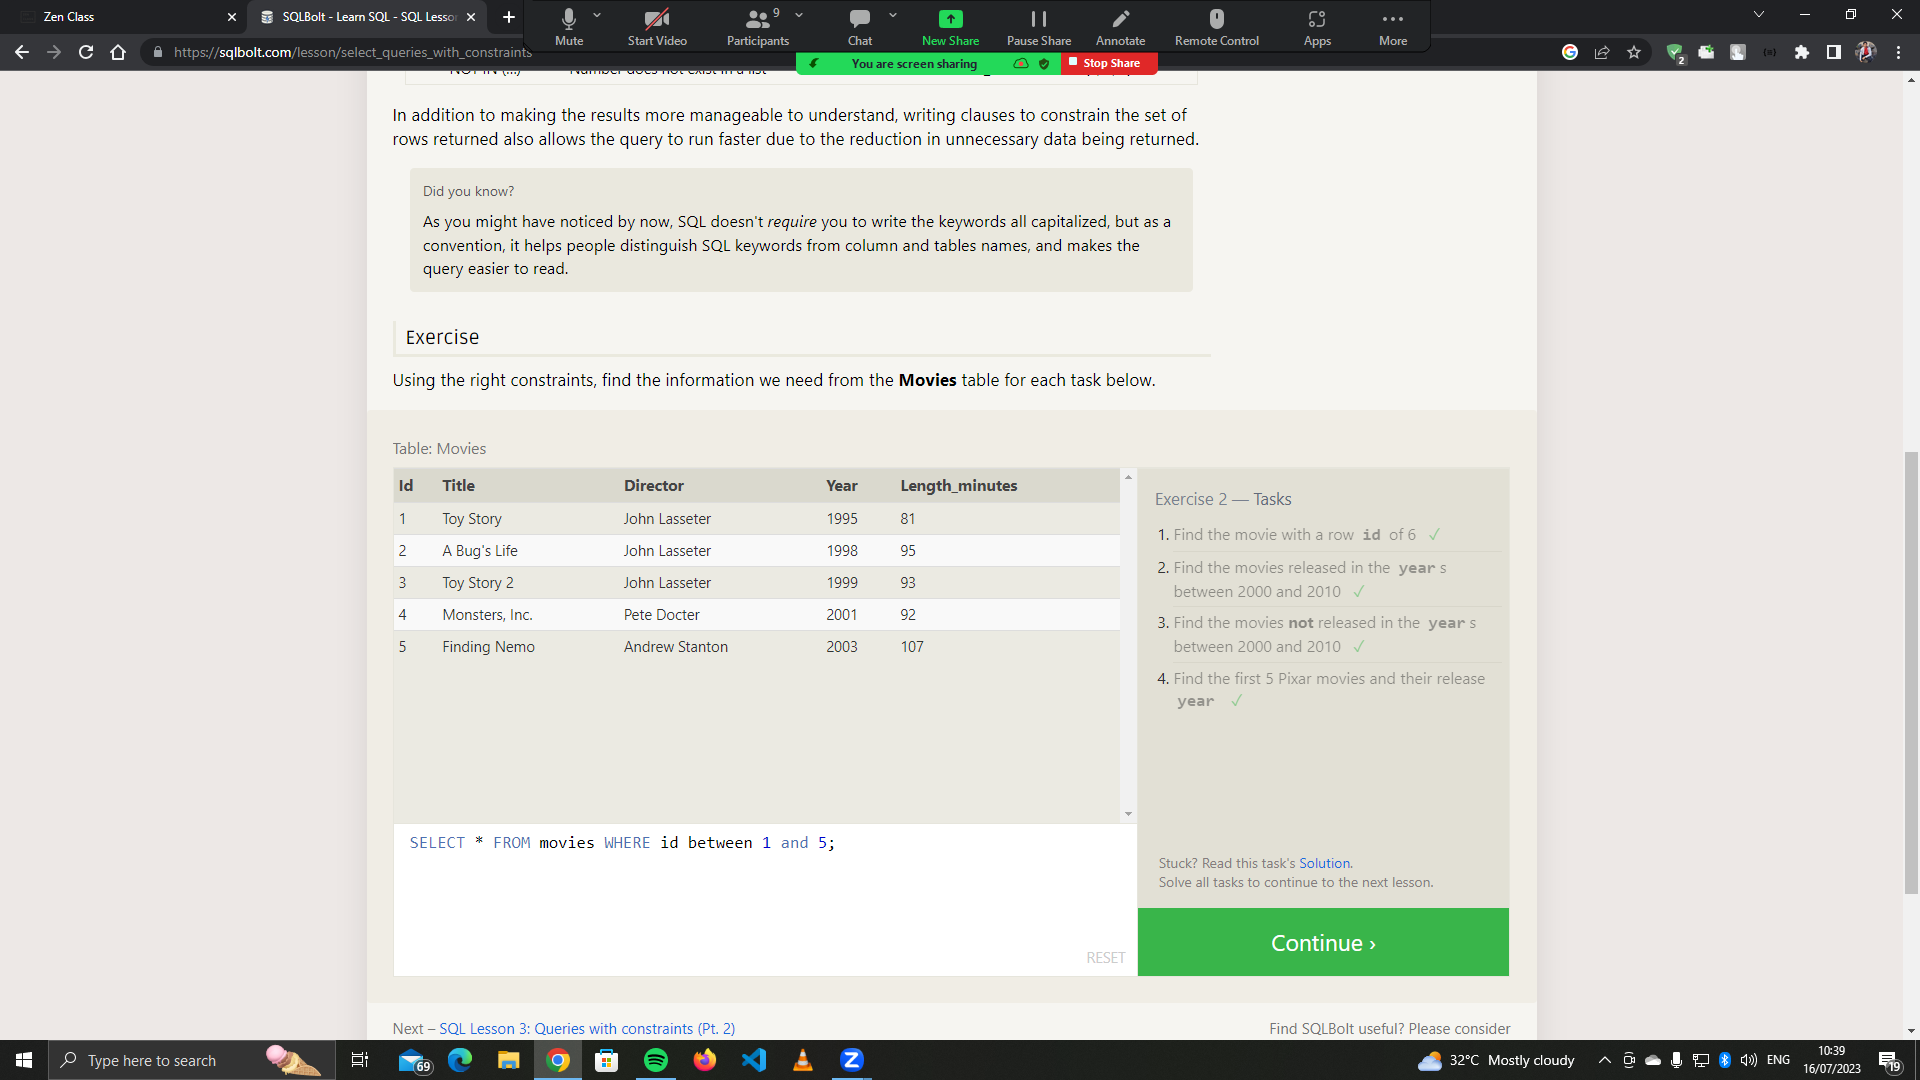 Zen Class
SQLBolt - Learn SQL - SQL Lesso
Mute
Start Video
9
Participants
Chat
New Share
Pause Share
Annotate
Remote Control
Apps
More
https://sqlbolt.com/lesson/select_queries_with_constraints
2
You are screen sharing
Stop Share
NOT IN (...) Number does not exist in a list
In addition to making the results more manageable to understand, writing clauses to constrain the set of
rows returned also allows the query to run faster due to the reduction in unnecessary data being returned.
Did you know?
As you might have noticed by now, SQL doesn't require you to write the keywords all capitalized, but as a
convention, it helps people distinguish SQL keywords from column and tables names, and makes the
query easier to read.
Exercise
Using the right constraints, find the information we need from the Movies table for each task below.
Table: Movies
Id Title Director Year Length_minutes
1 Toy Story John Lasseter 1995 81
2 A Bug's Life John Lasseter 1998 95
3 Toy Story 2 John Lasseter 1999 93
4 Monsters, Inc. Pete Docter 2001 92
5 Finding Nemo Andrew Stanton 2003 107
SELECT * FROM movies WHERE id between 1 and 5;
RESET
Exercise 2 — Tasks
1. Find the movie with a row id of 6 ✓
2. Find the movies released in the years
between 2000 and 2010 ✓
3. Find the movies not released in the years
between 2000 and 2010 ✓
4. Find the first 5 Pixar movies and their release
year ✓
Stuck? Read this task's Solution.
Solve all tasks to continue to the next lesson.
Continue ›
Next – SQL Lesson 3: Queries with constraints (Pt. 2)
Find SQLBolt useful? Please consider
Type here to search
69
32°C Mostly cloudy
ENG
10:39
16/07/2023
19